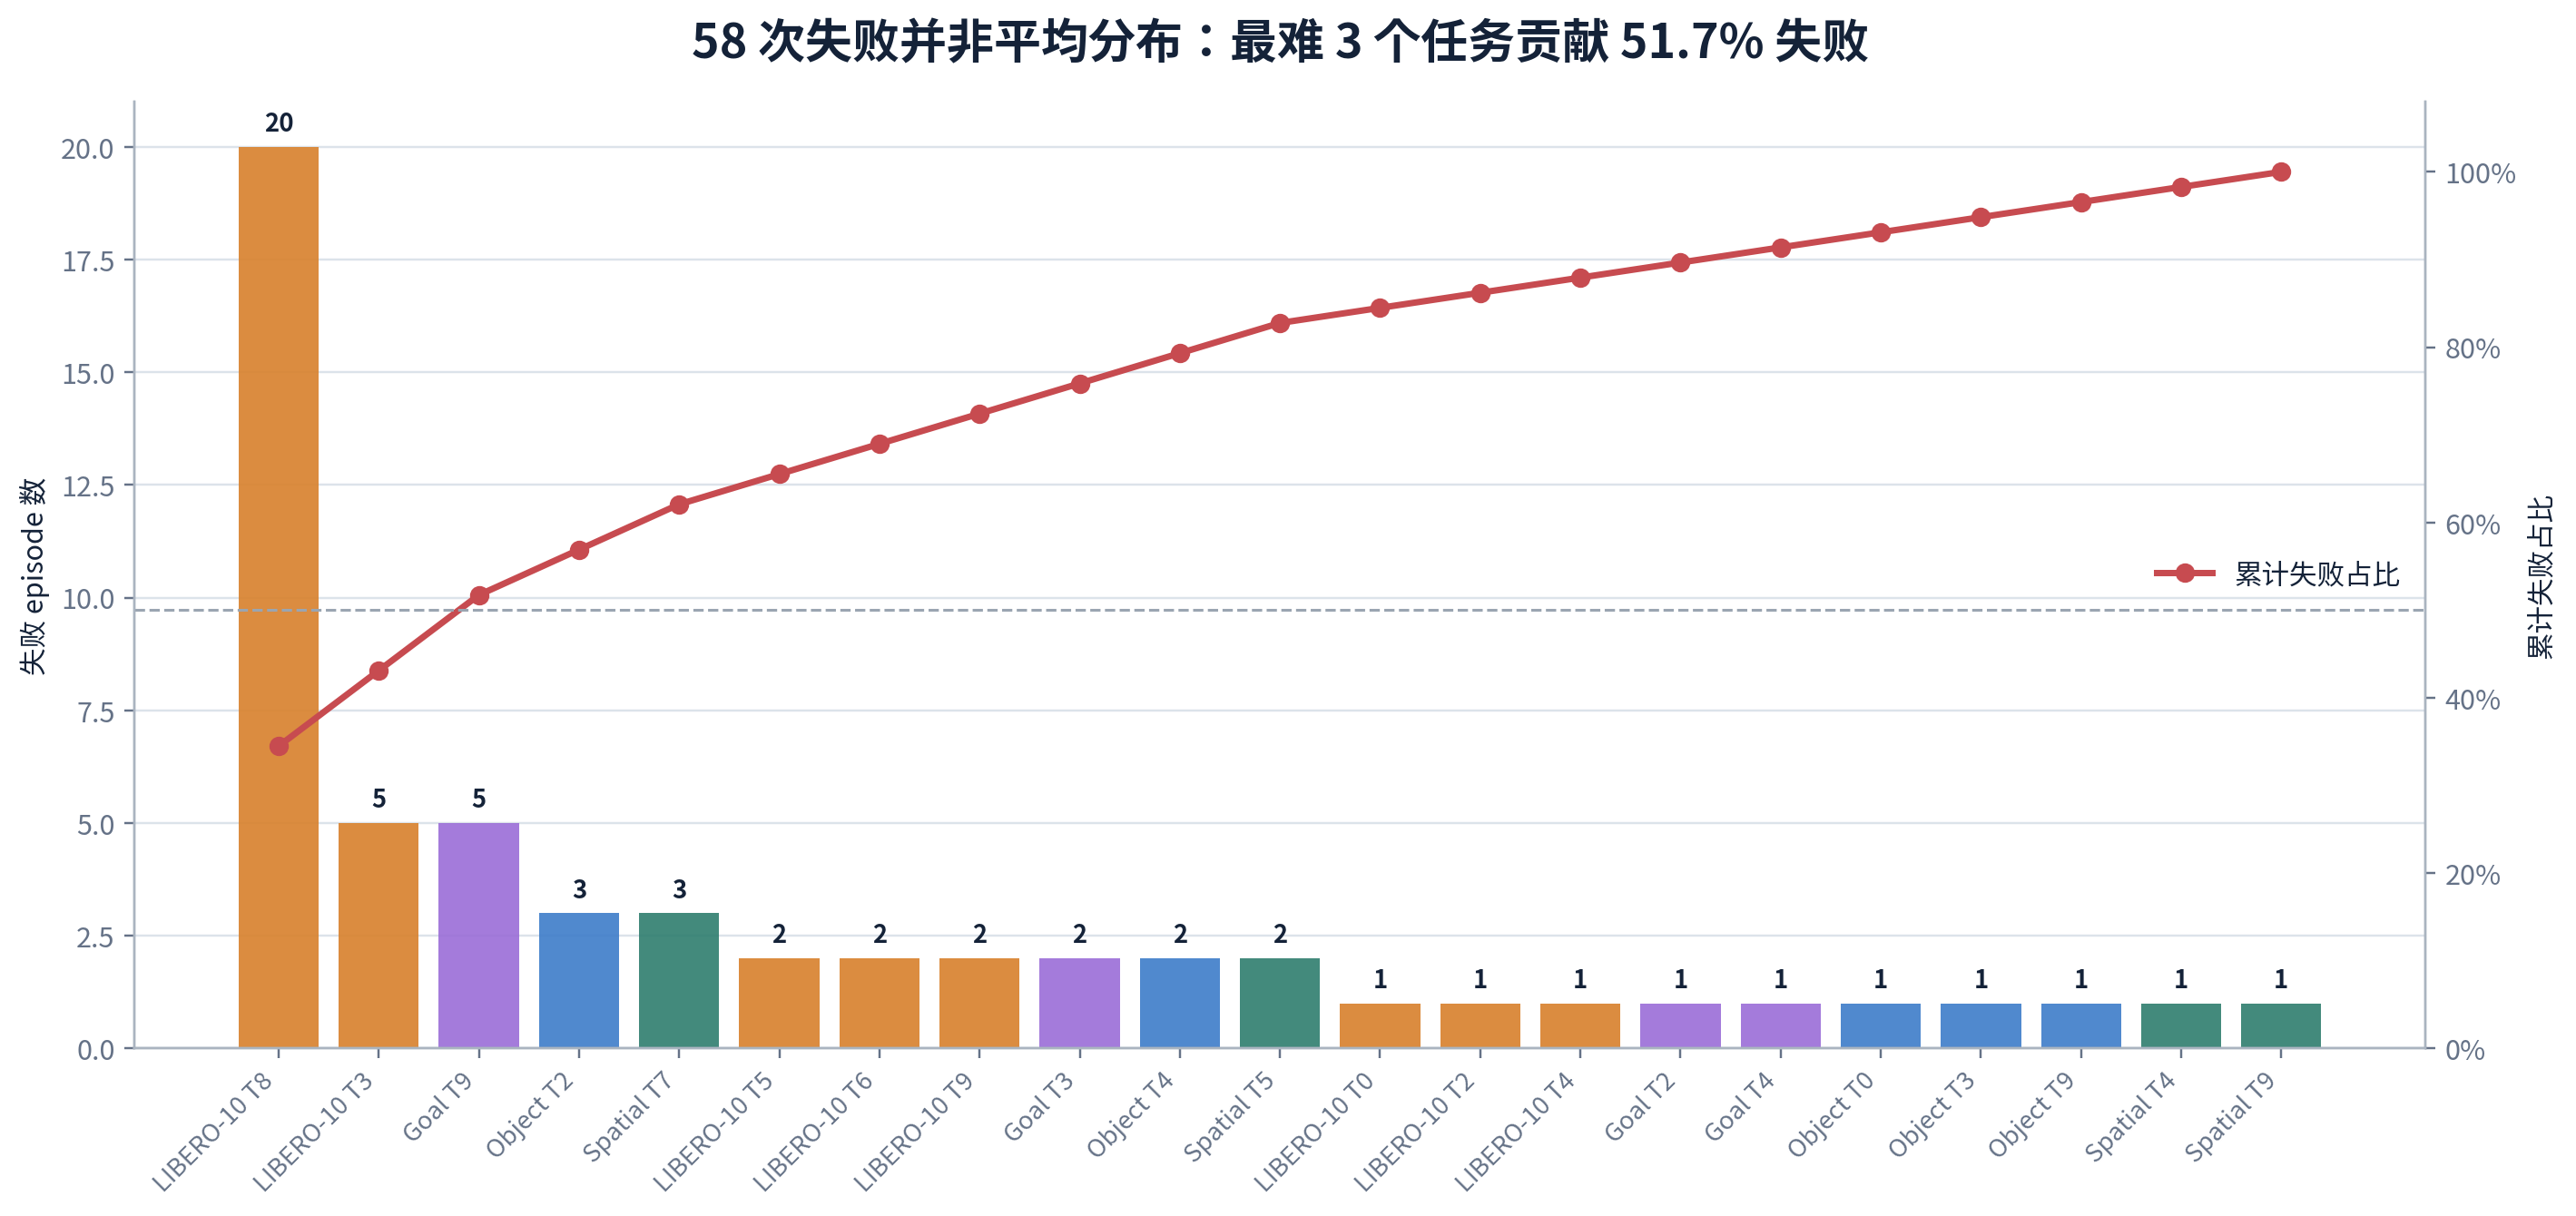 58 次失败并非平均分布：最难 3 个任务贡献 51.7% 失败
失败 episode 数
20.0
17.5
15.0
12.5
10.0
7.5
5.0
2.5
0.0
20
5
5
3
3
2
2
2
2
2
2
1
1
1
1
1
1
1
1
1
1
累计失败占比
100%
80%
60%
40%
20%
0%
累计失败占比
LIBERO-10 T8
LIBERO-10 T3
Goal T9
Object T2
Spatial T7
LIBERO-10 T5
LIBERO-10 T6
LIBERO-10 T9
Goal T3
Object T4
Spatial T5
LIBERO-10 T0
LIBERO-10 T2
LIBERO-10 T4
Goal T2
Goal T4
Object T0
Object T3
Object T9
Spatial T4
Spatial T9